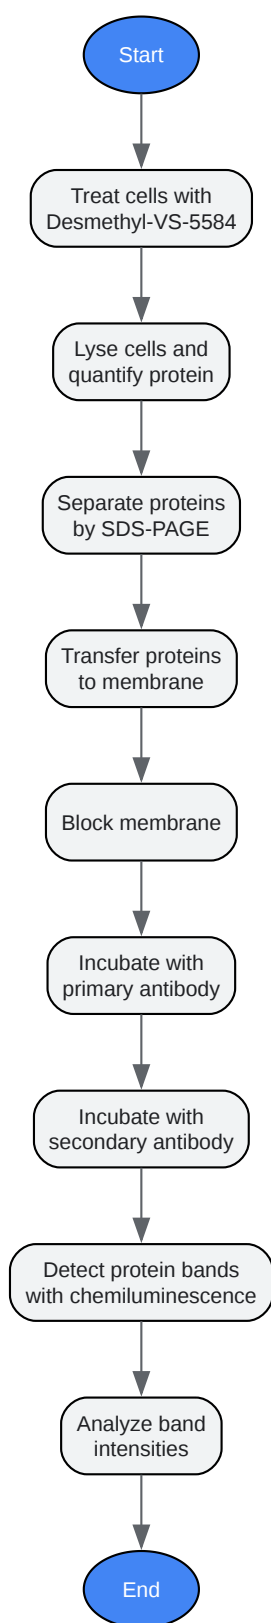 Start
Treat cells with
Desmethyl-VS-5584
Lyse cells and
quantify protein
Separate proteins
by SDS-PAGE
Transfer proteins
to membrane
Block membrane
Incubate with
primary antibody
Incubate with
secondary antibody
Detect protein bands
with chemiluminescence
Analyze band
intensities
End